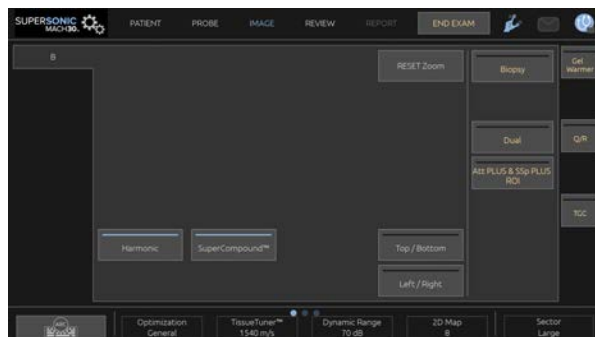 SUPERSONIC
MACH30.
PATIENT
PROBE
IMAGE
REVIEW
REPORT
END EXAM
B
RESET Zoom
Biopsy
Gel
Warmer
Dual
Q/R
Att PLUS & SSp PLUS
ROI
TGC
Harmonic
SuperCompound™
Top / Bottom
Left / Right
AEC
Optimization
General
TissueTuner™
1540 m/s
Dynamic Range
70 dB
2D Map
8
Sector
Large